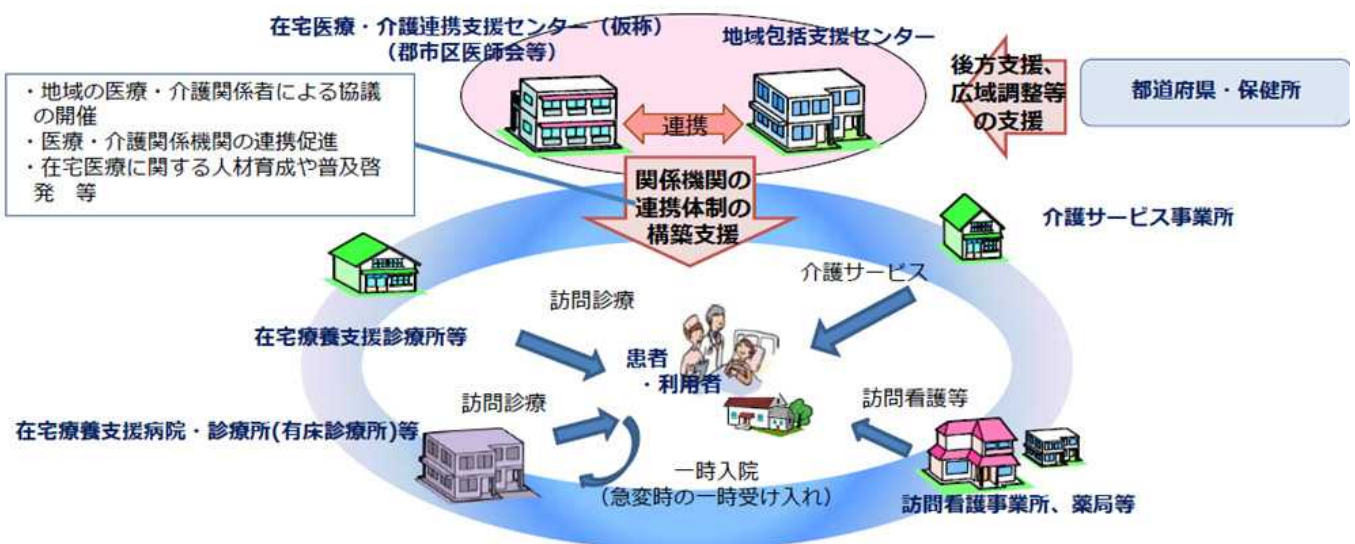 在宅医療・介護連携支援センター（仮称）
（郡市区医師会等）
地域包括支援センター
連携
後方支援、
広域調整等
の支援
都道府県・保健所
・地域の医療・介護関係者による協議
の開催
・医療・介護関係機関の連携促進
・在宅医療に関する人材育成や普及啓
発　等
関係機関の
連携体制の
構築支援
介護サービス事業所
介護サービス
訪問診療
在宅療養支援診療所等
患者
・利用者
訪問診療
訪問看護等
在宅療養支援病院・診療所(有床診療所)等
一時入院
（急変時の一時受け入れ）
訪問看護事業所、薬局等